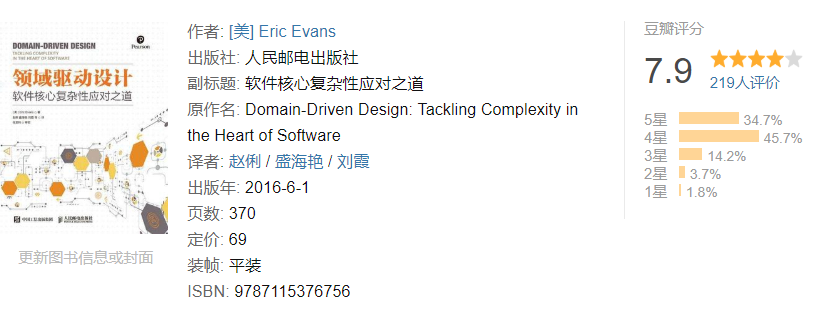 DOMAIN-DRIVEN DESIGN
TACKLING COMPLEXITY
IN THE HEART OF SOFTWARE
Pearson
领域驱动设计
软件核心复杂性应对之道
人民邮电出版社
更新图书信息或封面
作者: [美] Eric Evans
出版社: 人民邮电出版社
副标题: 软件核心复杂性应对之道
原作名: Domain-Driven Design: Tackling Complexity in
the Heart of Software
译者: 赵俐 / 盛海艳 / 刘霞
出版年: 2016-6-1
页数: 370
定价: 69
装帧: 平装
ISBN: 9787115376756
豆瓣评分
7.9
219人评价
5星 34.7%
4星 45.7%
3星 14.2%
2星 3.7%
1星 1.8%